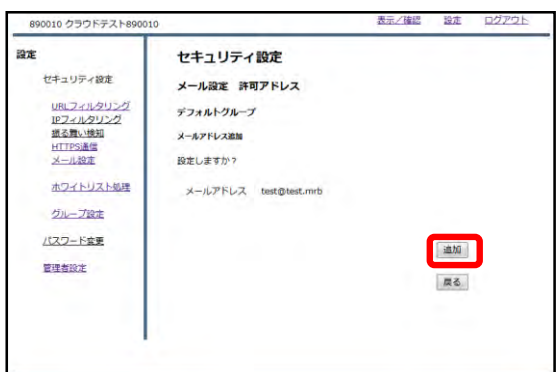 890010 クラウドテスト890010
表示/確認 設定 ログアウト
設定
セキュリティ設定
URLフィルタリング
IPフィルタリング
振る舞い検知
HTTPS通信
メール設定
ホワイトリスト処理
グループ設定
パスワード変更
管理者設定
セキュリティ設定
メール設定 許可アドレス
デフォルトグループ
メールアドレス追加
設定しますか?
メールアドレス test@test.mrb
追加
戻る